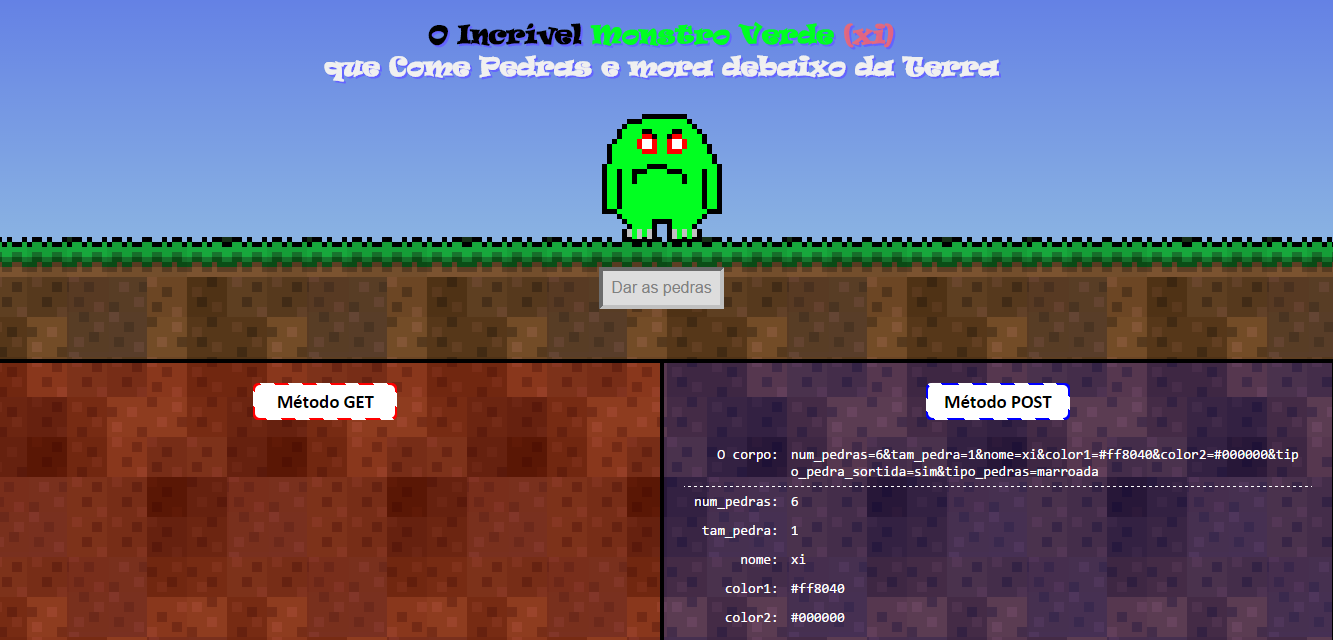 O Incrível Monstro Verde (xi)
que Come Pedras e mora debaixo da Terra
Dar as pedras
Método GET
Método POST
O corpo: num_pedras=6&tam_pedra=1&nome=xi&color1=#ff8040&color2=#000000&tip
o_pedra_sortida=sim&tipo_pedras=marroada
num_pedras: 6
tam_pedra: 1
nome: xi
color1: #ff8040
color2: #000000